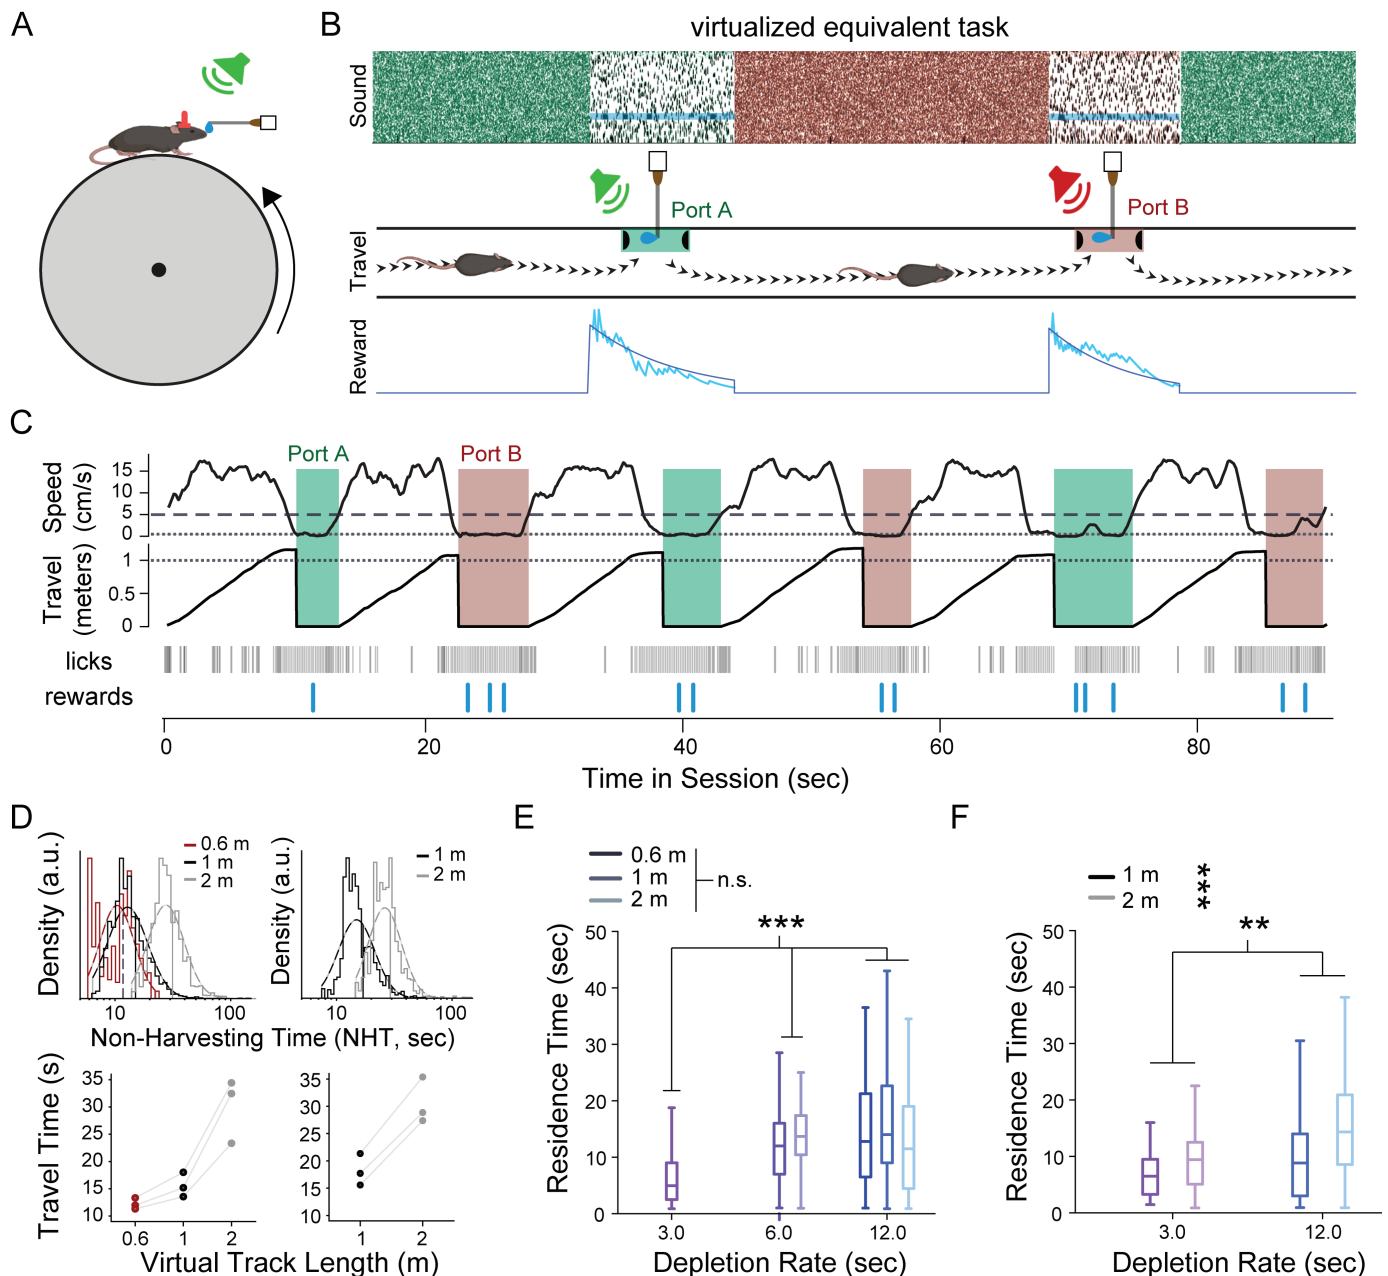 A
B
virtualized equivalent task
Sound
Port A
Port B
Travel
Reward
C
Port A
Port B
Speed
(cm/s)
15
10
5
0
Travel
(meters)
1
0.5
0
licks
rewards
0
20
40
60
80
Time in Session (sec)
D
Density (a.u.)
0.6 m
1 m
2 m
10
100
Density (a.u.)
1 m
2 m
10
100
Non-Harvesting Time (NHT, sec)
Travel Time (s)
35
30
25
20
15
10
0.6
1
2
35
30
25
20
15
10
1
2
Virtual Track Length (m)
E
0.6 m
1 m
2 m
n.s.
***
Residence Time (sec)
50
40
30
20
10
0
3.0
6.0
12.0
Depletion Rate (sec)
F
1 m
2 m
***
**
Residence Time (sec)
50
40
30
20
10
0
3.0
12.0
Depletion Rate (sec)